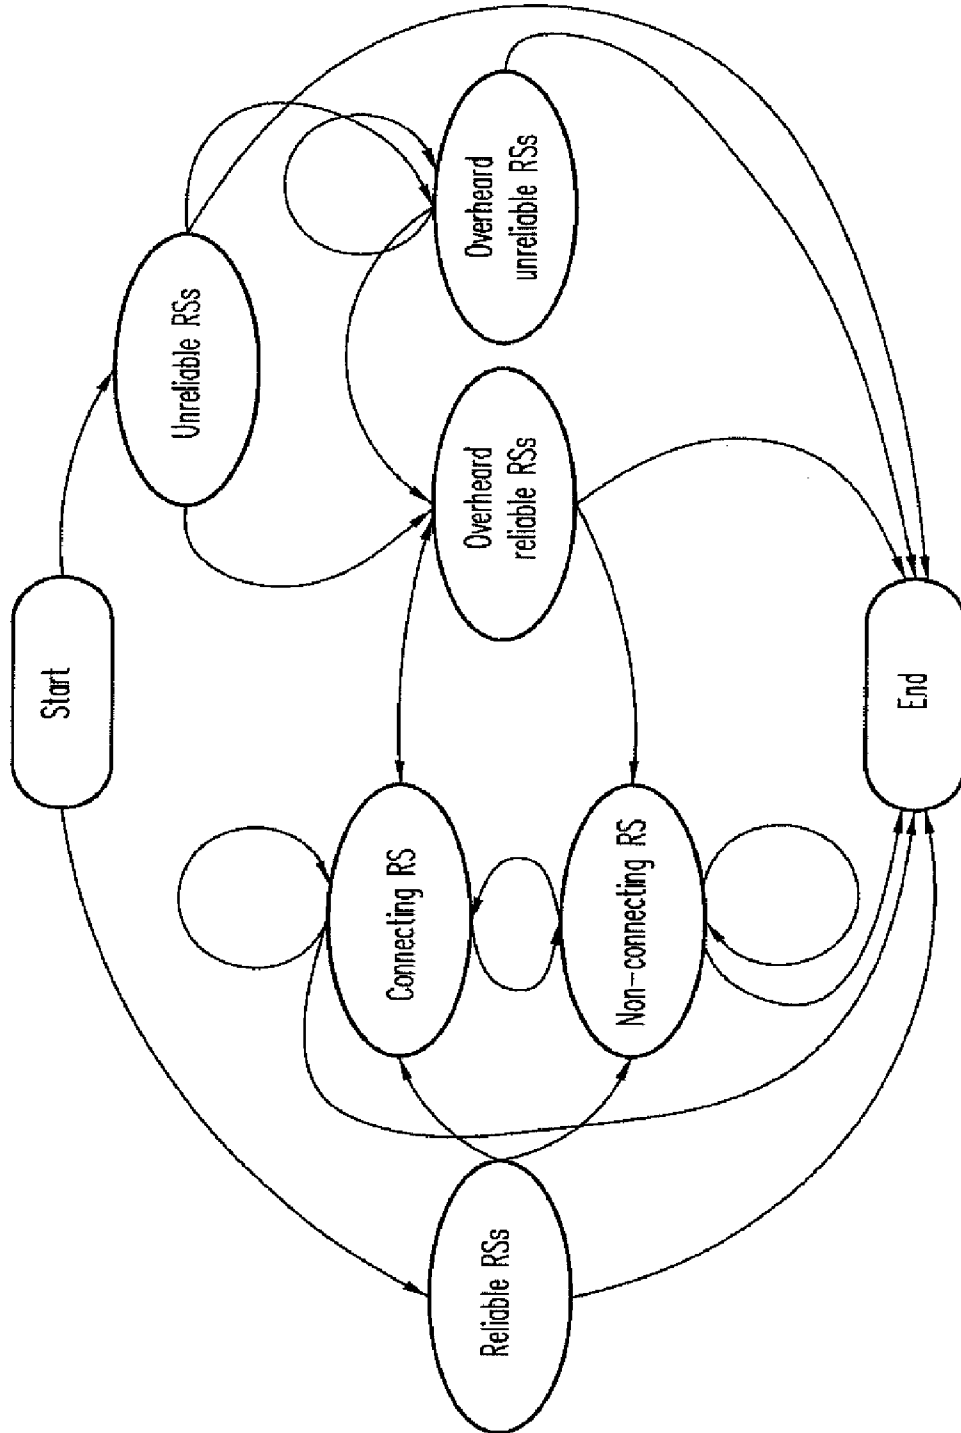 Start
Unreliable RSs
Overheard
unreliable RSs
Overheard
reliable RSs
Connecting RS
Non-connecting RS
Reliable RSs
End